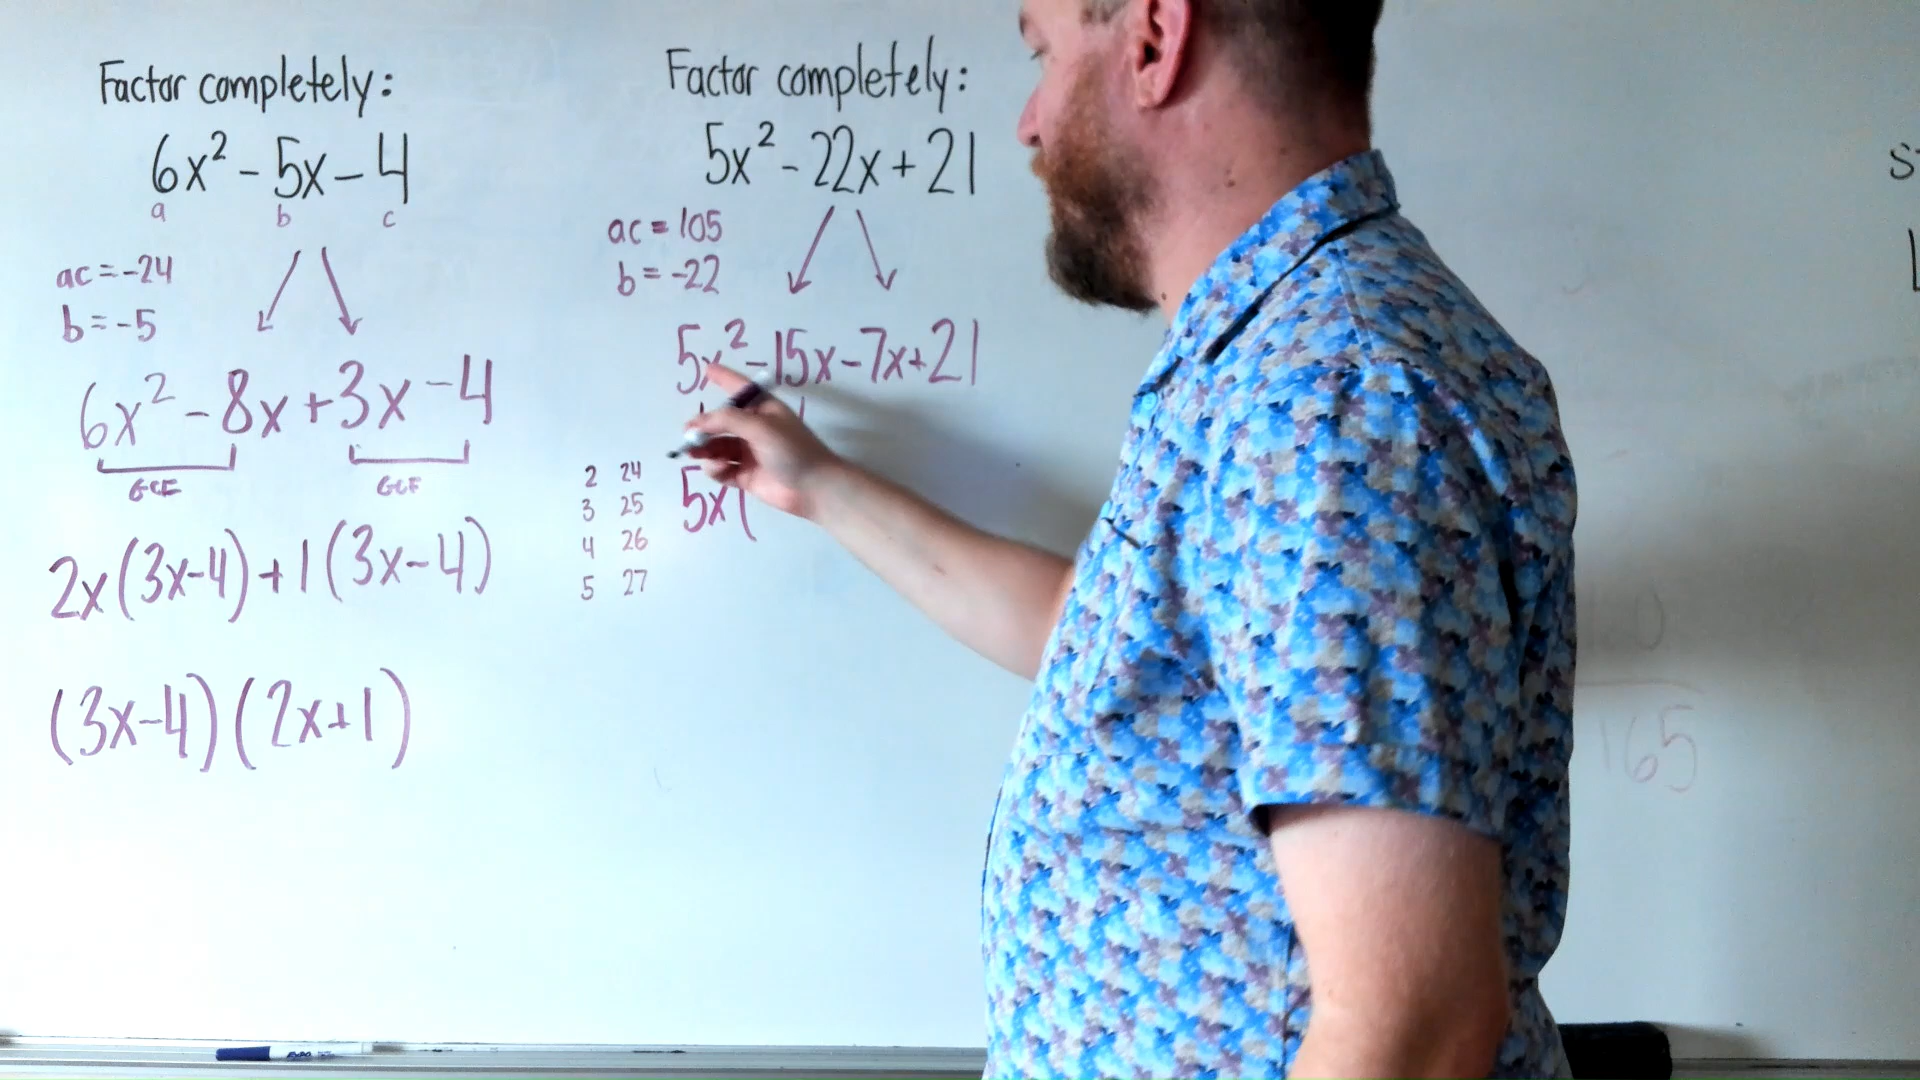 Factor completely:
6x² - 5x - 4
a b c
ac = -24
b = -5
6x² - 8x + 3x - 4
GCF GCF
2x(3x-4) + 1(3x-4)
(3x-4)(2x+1)
Factor completely:
5x² - 22x + 21
ac = 105
b = -22
5x² - 15x - 7x + 21
5x(
2 24
3 25
4 26
5 27
165